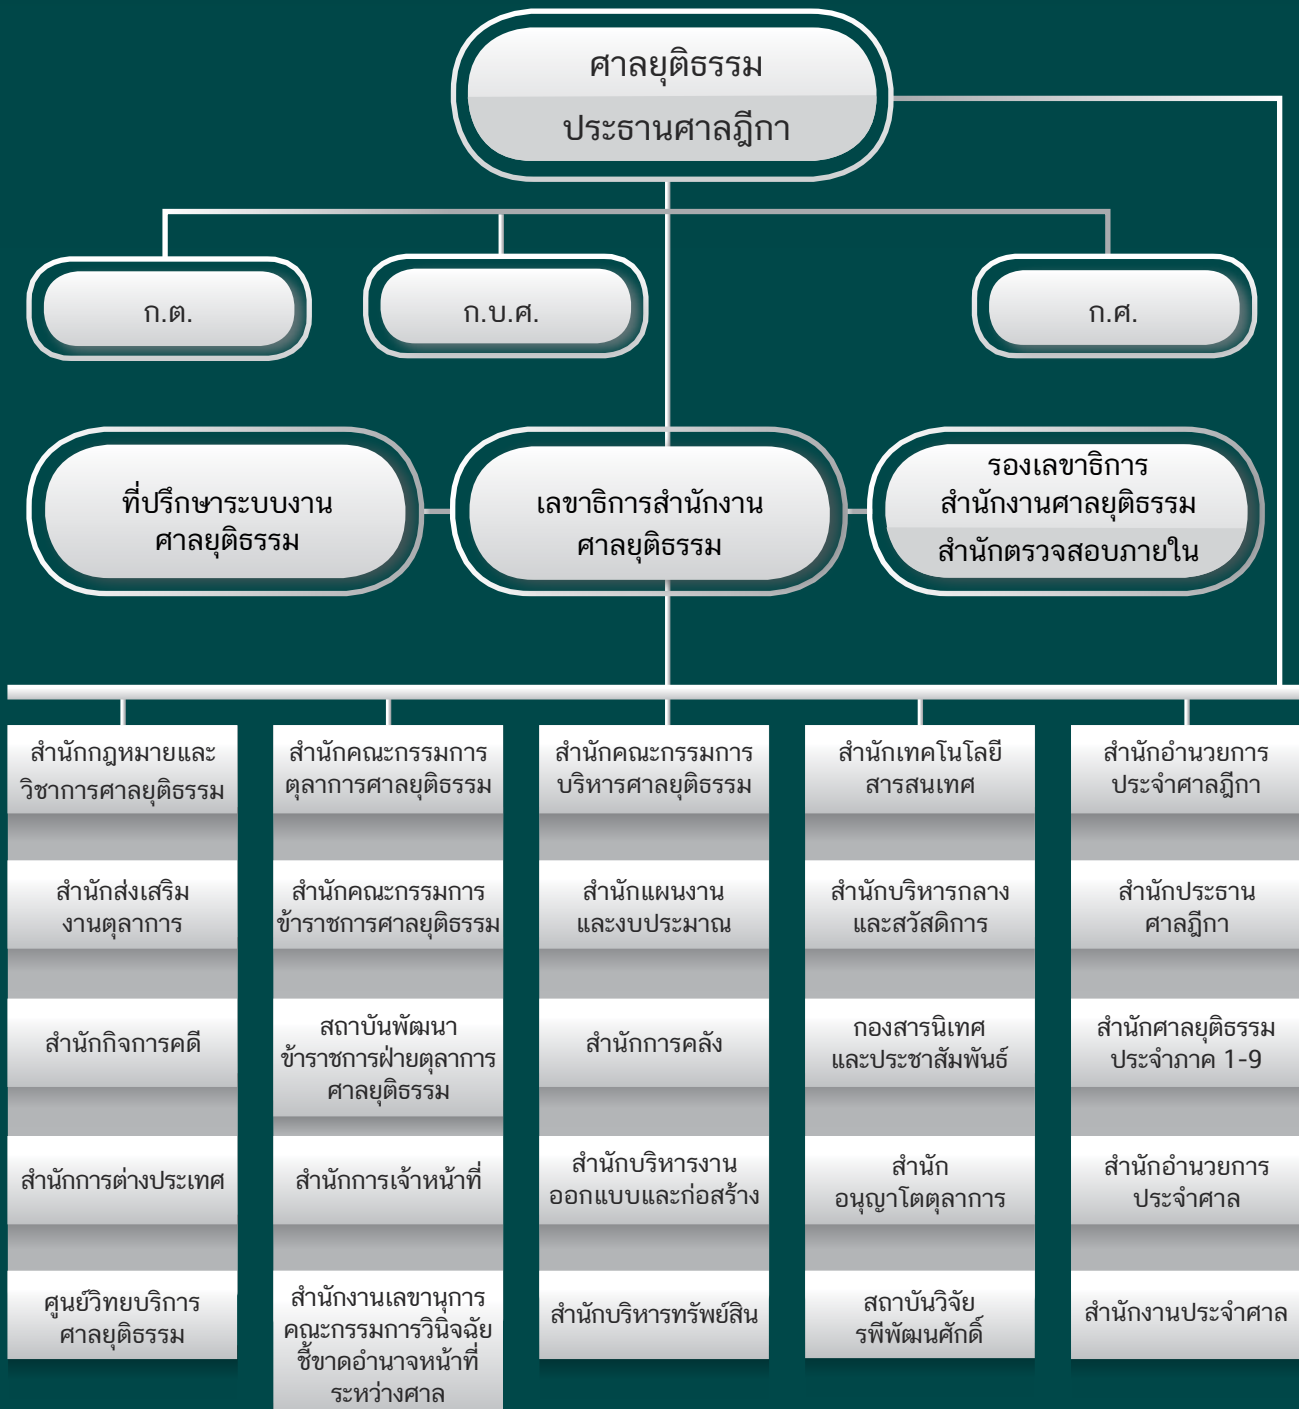 ศาลยุติธรรม
ประธานศาลฎีกา
ก.ต.
ก.บ.ศ.
ก.ศ.
ที่ปรึกษาระบบงาน
ศาลยุติธรรม
เลขาธิการสำนักงาน
ศาลยุติธรรม
รองเลขาธิการ
สำนักงานศาลยุติธรรม
สำนักตรวจสอบภายใน
สำนักกฎหมายและ
วิชาการศาลยุติธรรม
สำนักคณะกรรมการ
ตุลาการศาลยุติธรรม
สำนักคณะกรรมการ
บริหารศาลยุติธรรม
สำนักเทคโนโลยี
สารสนเทศ
สำนักอำนวยการ
ประจำศาลฎีกา
สำนักส่งเสริม
งานตุลาการ
สำนักคณะกรรมการ
ข้าราชการศาลยุติธรรม
สำนักแผนงาน
และงบประมาณ
สำนักบริหารกลาง
และสวัสดิการ
สำนักประธาน
ศาลฎีกา
สำนักกิจการคดี
สถาบันพัฒนา
ข้าราชการฝ่ายตุลาการ
ศาลยุติธรรม
สำนักการคลัง
กองสารนิเทศ
และประชาสัมพันธ์
สำนักศาลยุติธรรม
ประจำภาค 1-9
สำนักการต่างประเทศ
สำนักการเจ้าหน้าที่
สำนักบริหารงาน
ออกแบบและก่อสร้าง
สำนัก
อนุญาโตตุลาการ
สำนักอำนวยการ
ประจำศาล
ศูนย์วิทยบริการ
ศาลยุติธรรม
สำนักงานเลขานุการ
คณะกรรมการวินิจฉัย
ชี้ขาดอำนาจหน้าที่
ระหว่างศาล
สำนักบริหารทรัพย์สิน
สถาบันวิจัย
รพีพัฒนศักดิ์
สำนักงานประจำศาล